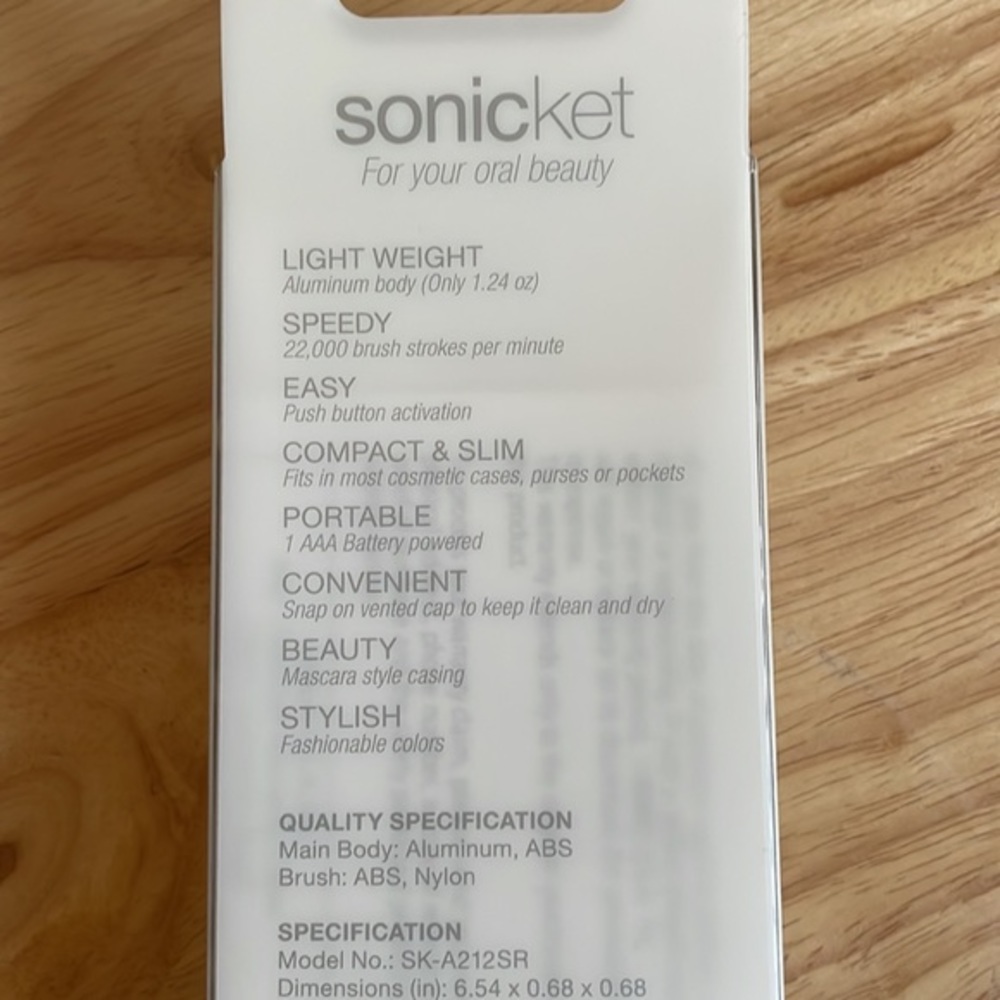 sonicket
For your oral beauty
LIGHT WEIGHT
Aluminum body (Only 1.24 oz)
SPEEDY
22,000 brush strokes per minute
EASY
Push button activation
COMPACT & SLIM
Fits in most cosmetic cases, purses or pockets
PORTABLE
1 AAA Battery powered
CONVENIENT
Snap on vented cap to keep it clean and dry
BEAUTY
Mascara style casing
STYLISH
Fashionable colors
QUALITY SPECIFICATION
Main Body: Aluminum, ABS
Brush: ABS, Nylon
SPECIFICATION
Model No.: SK-A212SR
Dimensions (in): 6.54 x 0.68 x 0.68